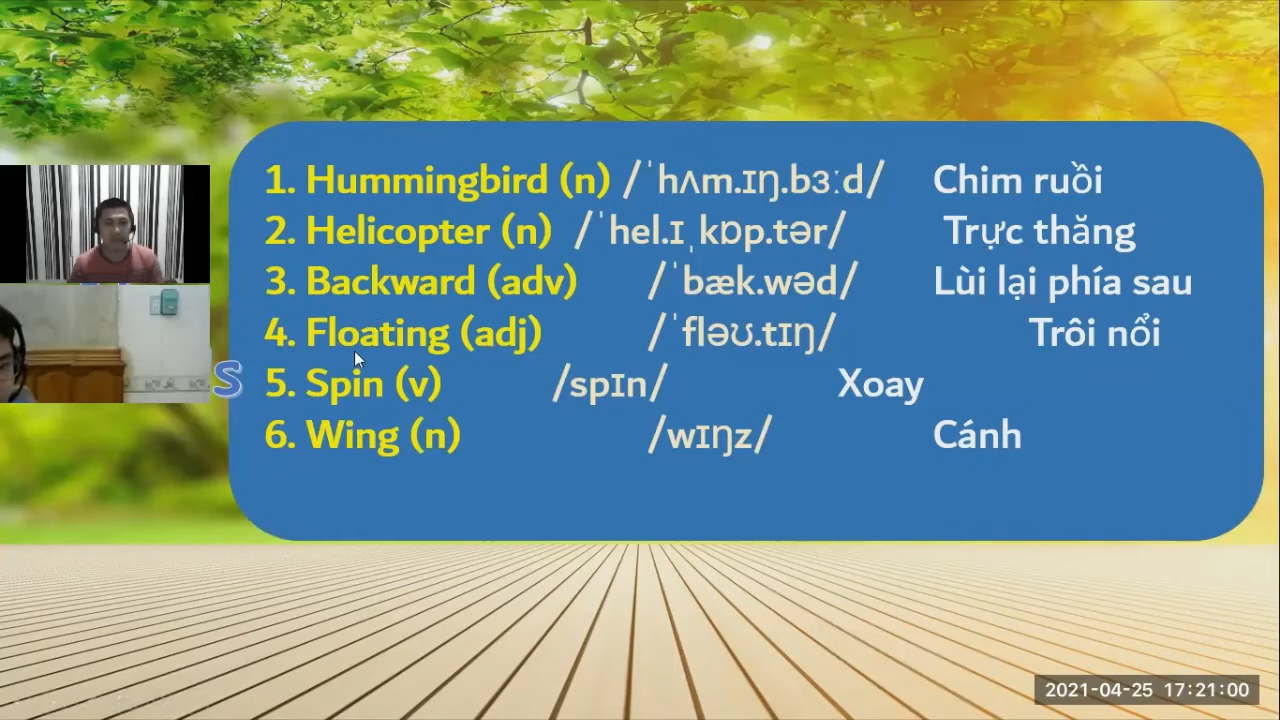 1. Hummingbird (n) /ˈhʌm.ɪŋ.bɜːd/ Chim ruồi
2. Helicopter (n) /ˈhel.ɪˌkɒp.tər/ Trực thăng
3. Backward (adv) /ˈbæk.wəd/ Lùi lại phía sau
4. Floating (adj) /ˈfləʊ.tɪŋ/ Trôi nổi
S 5. Spin (v) /spɪn/ Xoay
6. Wing (n) /wɪŋz/ Cánh
2021-04-25 17:21:00